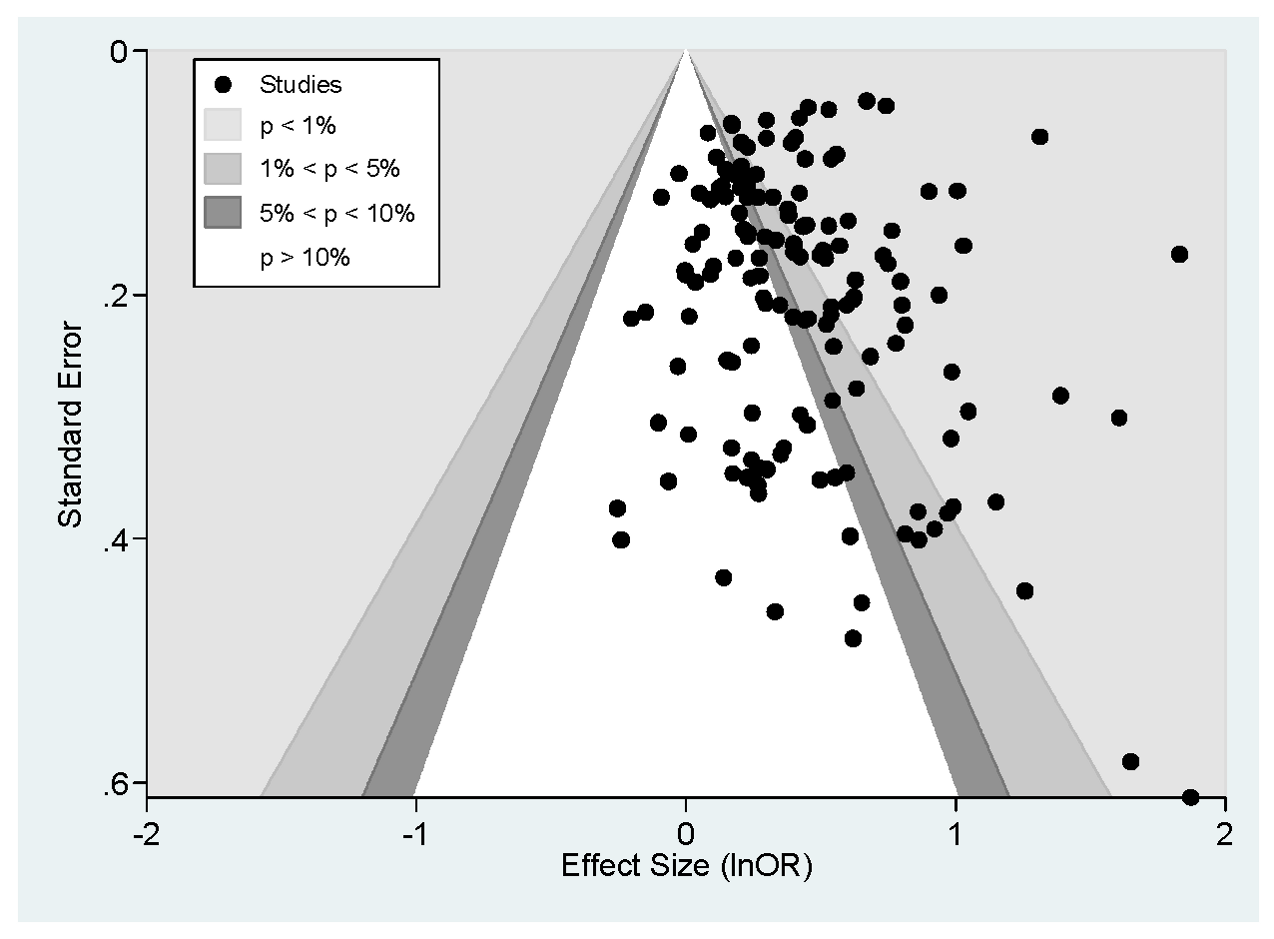 Studies
p < 1%
1% < p < 5%
5% < p < 10%
p > 10%
Standard Error
0
.2
.4
.6
-2
-1
0
1
2
Effect Size (lnOR)